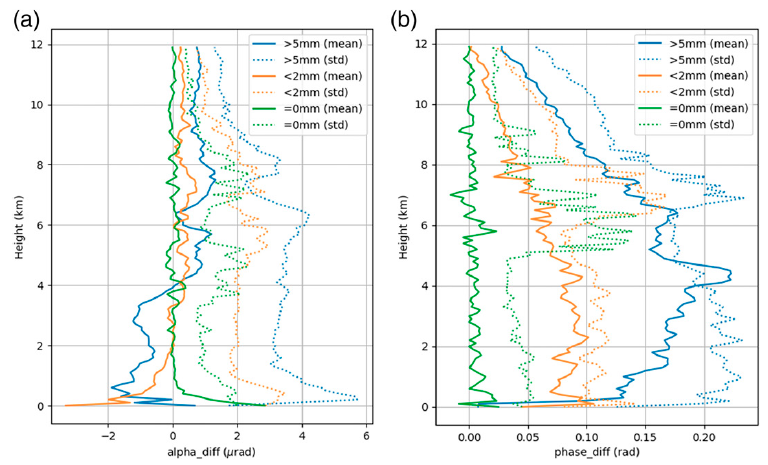 (a)
12
10
8
6
4
2
0
Height (km)
−2
0
2
4
6
alpha_diff (μrad)
>5mm (mean)
>5mm (std)
<2mm (mean)
<2mm (std)
=0mm (mean)
=0mm (std)
(b)
12
10
8
6
4
2
0
Height (km)
0.00
0.05
0.10
0.15
0.20
phase_diff (rad)
>5mm (mean)
>5mm (std)
<2mm (mean)
<2mm (std)
=0mm (mean)
=0mm (std)